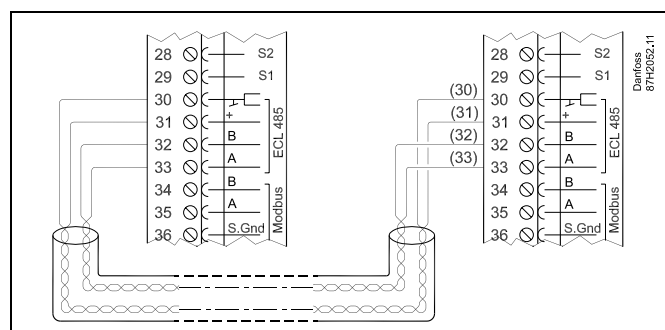 28 S2
29 S1
30
31 +
32 B
33 A
34 B
35 A
36 S.Gnd
ECL 485
Modbus
(30)
(31)
(32)
(33)
28 S2
29 S1
30
31 +
32 B
33 A
34 B
35 A
36 S.Gnd
ECL 485
Modbus
Danfoss
87H2052.11